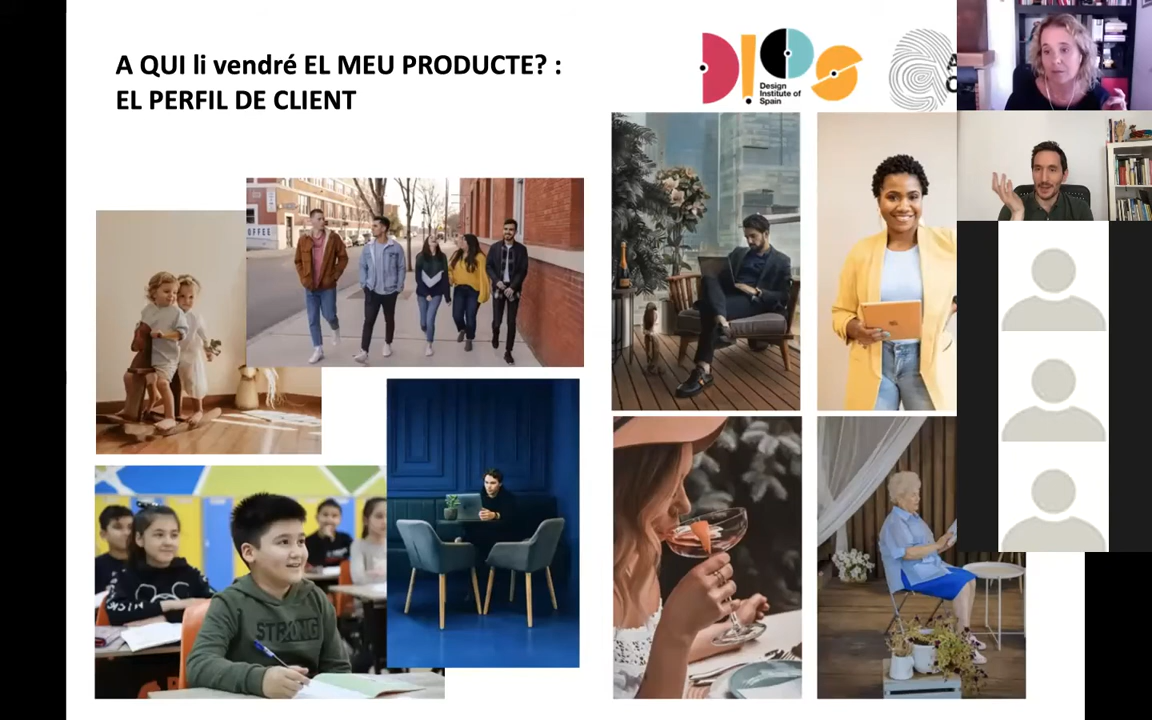 A QUI li vendré EL MEU PRODUCTE? :
EL PERFIL DE CLIENT
Design
Institute of
Spain
COFFEE
STRONG